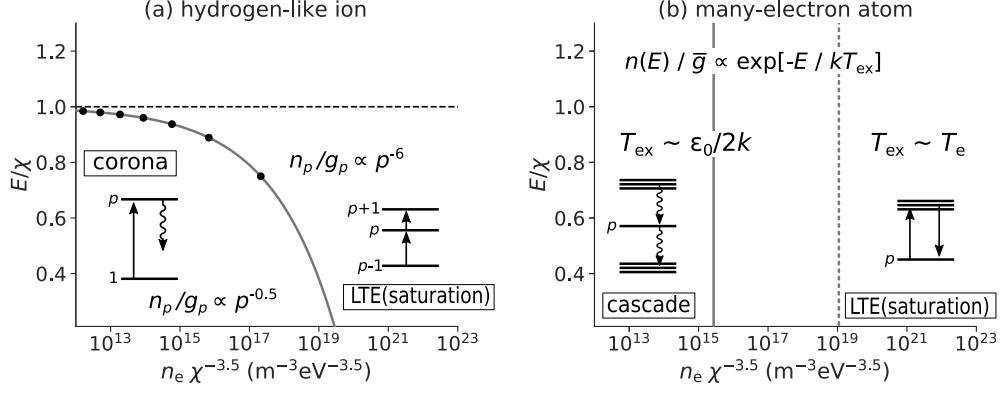 (a) hydrogen-like ion
1.2
1.0
0.8
0.6
0.4
E/χ
corona
n_p/g_p ∝ p^-6
p
1
p+1
p
p-1
n_p/g_p ∝ p^-0.5
LTE(saturation)
10^13 10^15 10^17 10^19 10^21 10^23
n_e χ^−3.5 (m^−3eV^−3.5)
(b) many-electron atom
1.2
1.0
0.8
0.6
0.4
E/χ
n(E) / g̅ ∝ exp[-E / kT_ex]
T_ex ~ ε_0/2k
T_ex ~ T_e
p
p
cascade
LTE(saturation)
10^13 10^15 10^17 10^19 10^21 10^23
n_e χ^−3.5 (m^−3eV^−3.5)